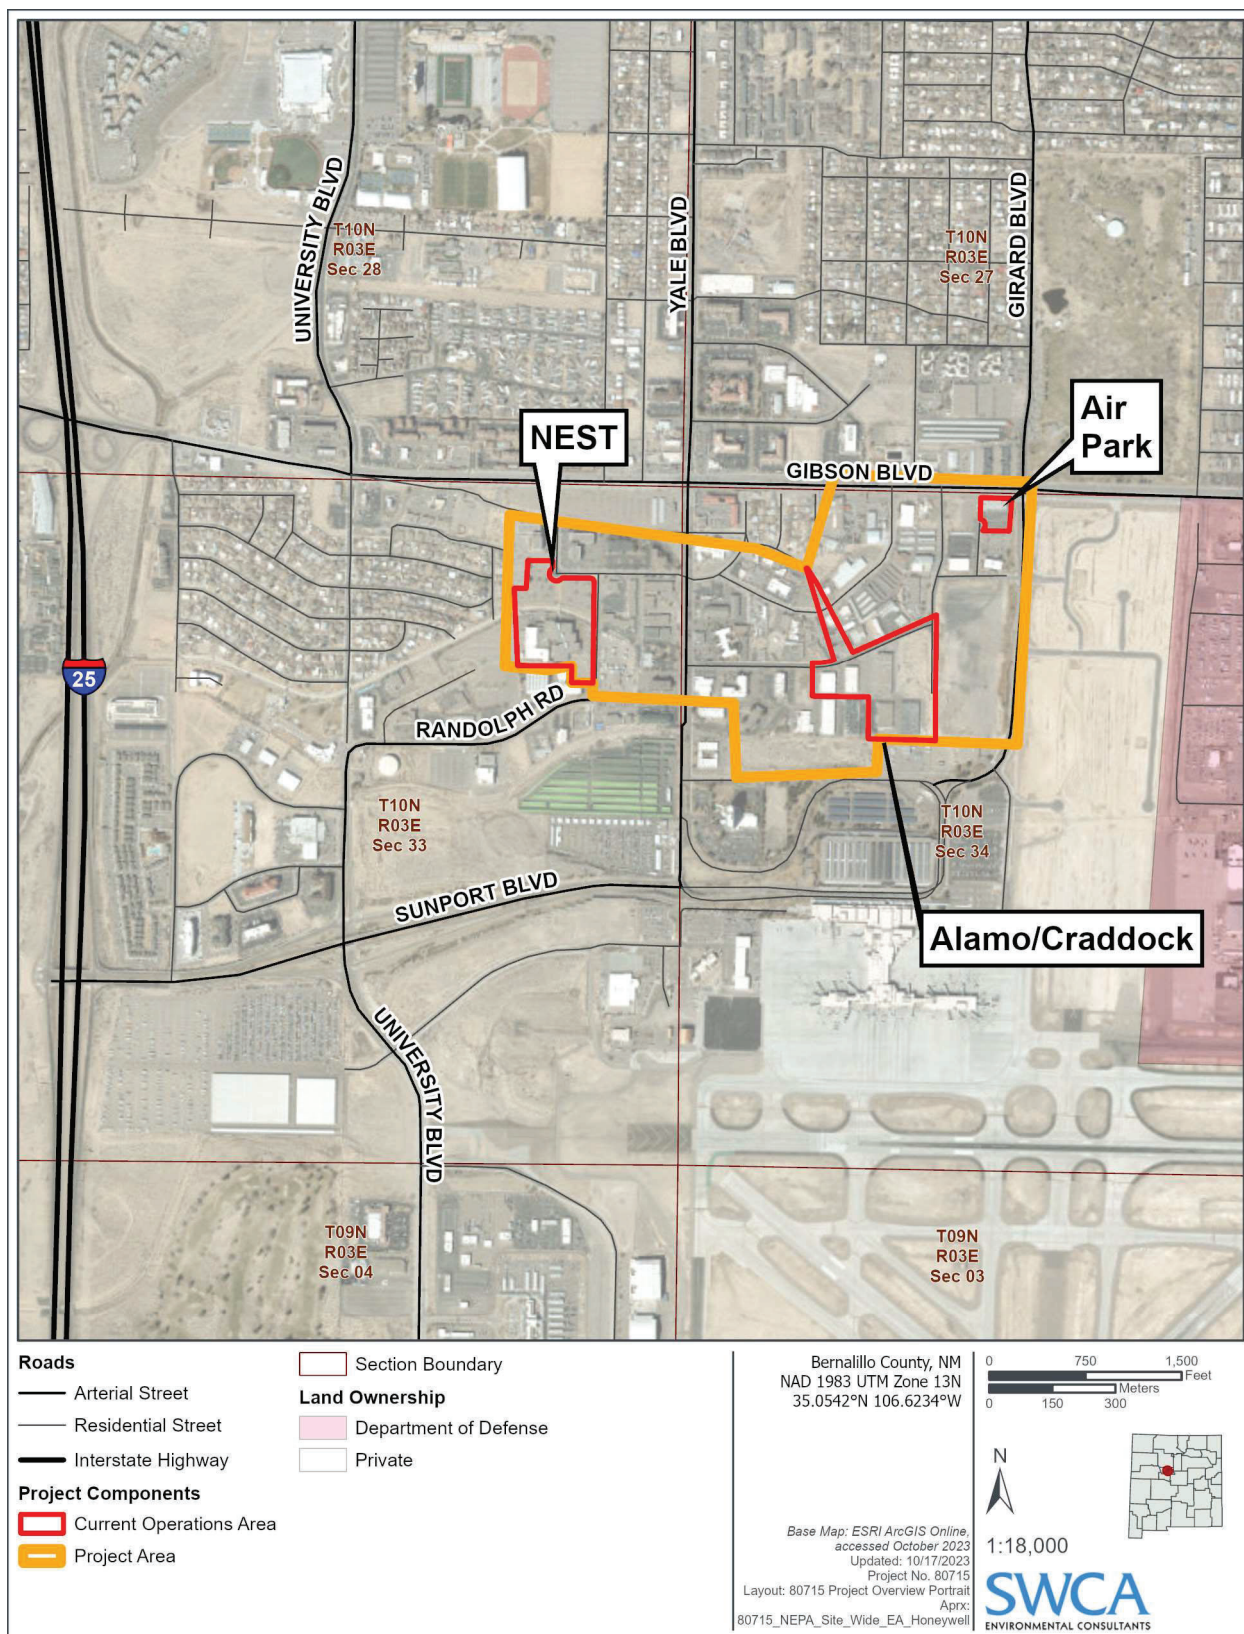 UNIVERSITY BLVD
T10N
R03E
Sec 28
YALE BLVD
T10N
R03E
Sec 27
GIRARD BLVD
NEST
Air
Park
GIBSON BLVD
25
RANDOLPH RD
T10N
R03E
Sec 33
T10N
R03E
Sec 34
SUNPORT BLVD
Alamo/Craddock
UNIVERSITY BLVD
T09N
R03E
Sec 04
T09N
R03E
Sec 03
Roads
Arterial Street
Residential Street
Interstate Highway
Project Components
Current Operations Area
Project Area
Section Boundary
Land Ownership
Department of Defense
Private
Bernalillo County, NM
NAD 1983 UTM Zone 13N
35.0542°N 106.6234°W
Base Map: ESRI ArcGIS Online,
accessed October 2023
Updated: 10/17/2023
Project No. 80715
Layout: 80715 Project Overview Portrait
Aprx:
80715_NEPA_Site_Wide_EA_Honeywell
0 750 1,500
Feet
Meters
0 150 300
N
1:18,000
SWCA
ENVIRONMENTAL CONSULTANTS